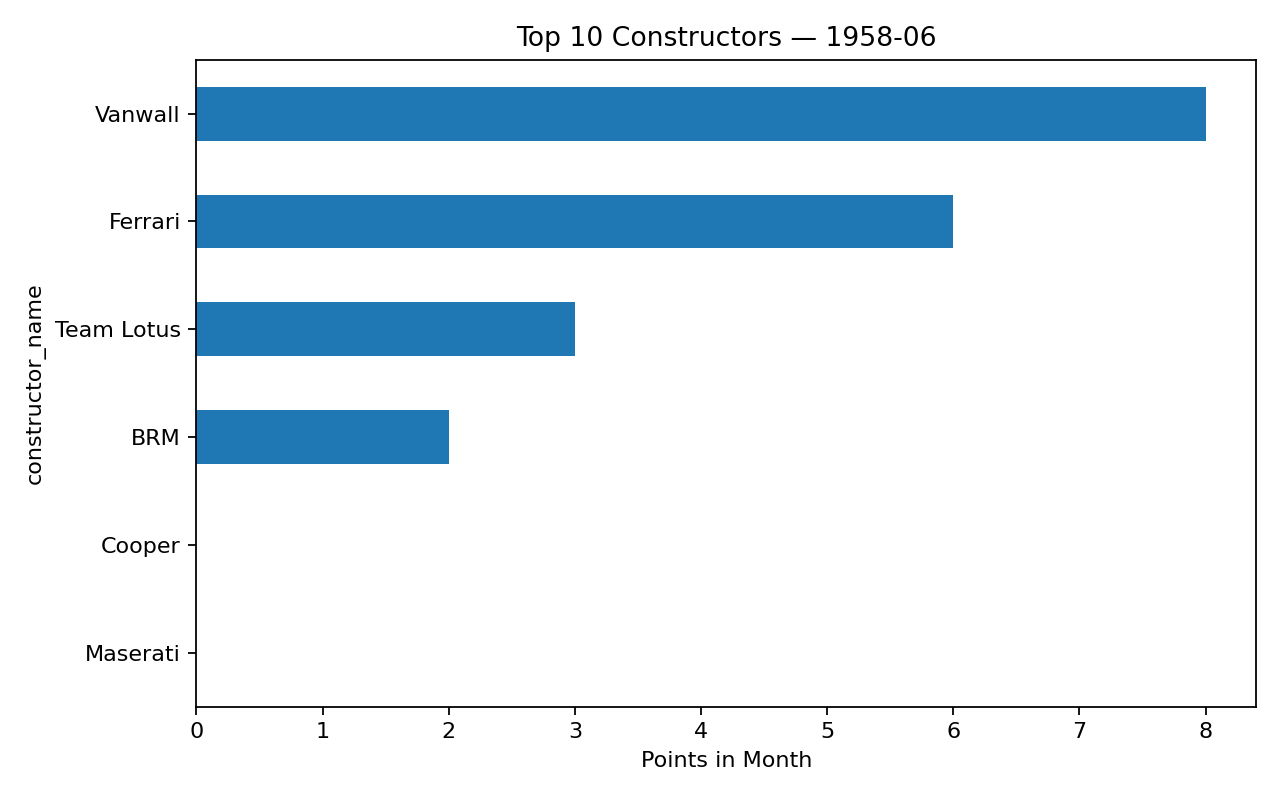 Top 10 Constructors — 1958-06
constructor_name
Vanwall
Ferrari
Team Lotus
BRM
Cooper
Maserati
0 1 2 3 4 5 6 7 8
Points in Month